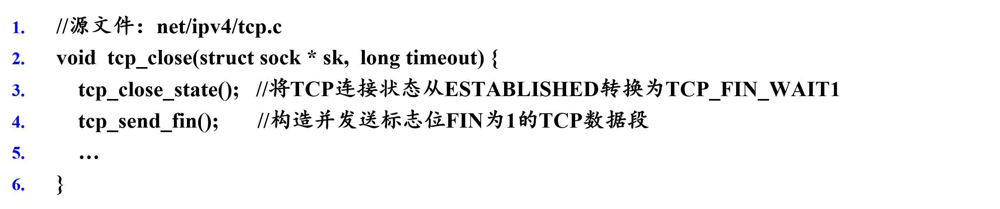 1. //源文件：net/ipv4/tcp.c
2. void tcp_close(struct sock * sk, long timeout) {
3. tcp_close_state(); //将TCP连接状态从ESTABLISHED转换为TCP_FIN_WAIT1
4. tcp_send_fin(); //构造并发送标志位FIN为1的TCP数据段
5. …
6. }